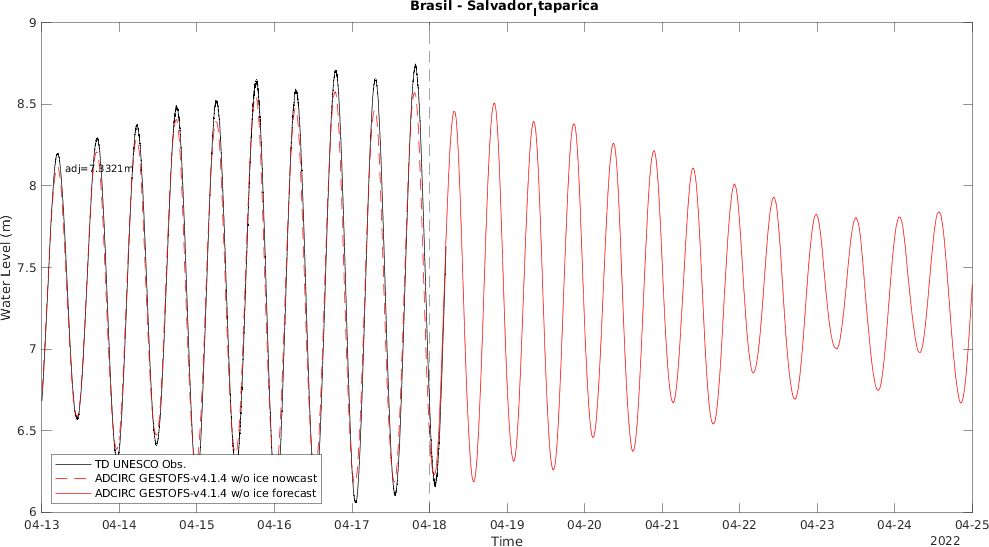 Brasil - Salvador Itaparica
9
8.5
8
7.5
7
6.5
6
Water Level (m)
adj=7.3321m
TD UNESCO Obs.
ADCIRC GESTOFS-v4.1.4 w/o ice nowcast
ADCIRC GESTOFS-v4.1.4 w/o ice forecast
04-13 04-14 04-15 04-16 04-17 04-18 04-19 04-20 04-21 04-22 04-23 04-24 04-25
Time
2022